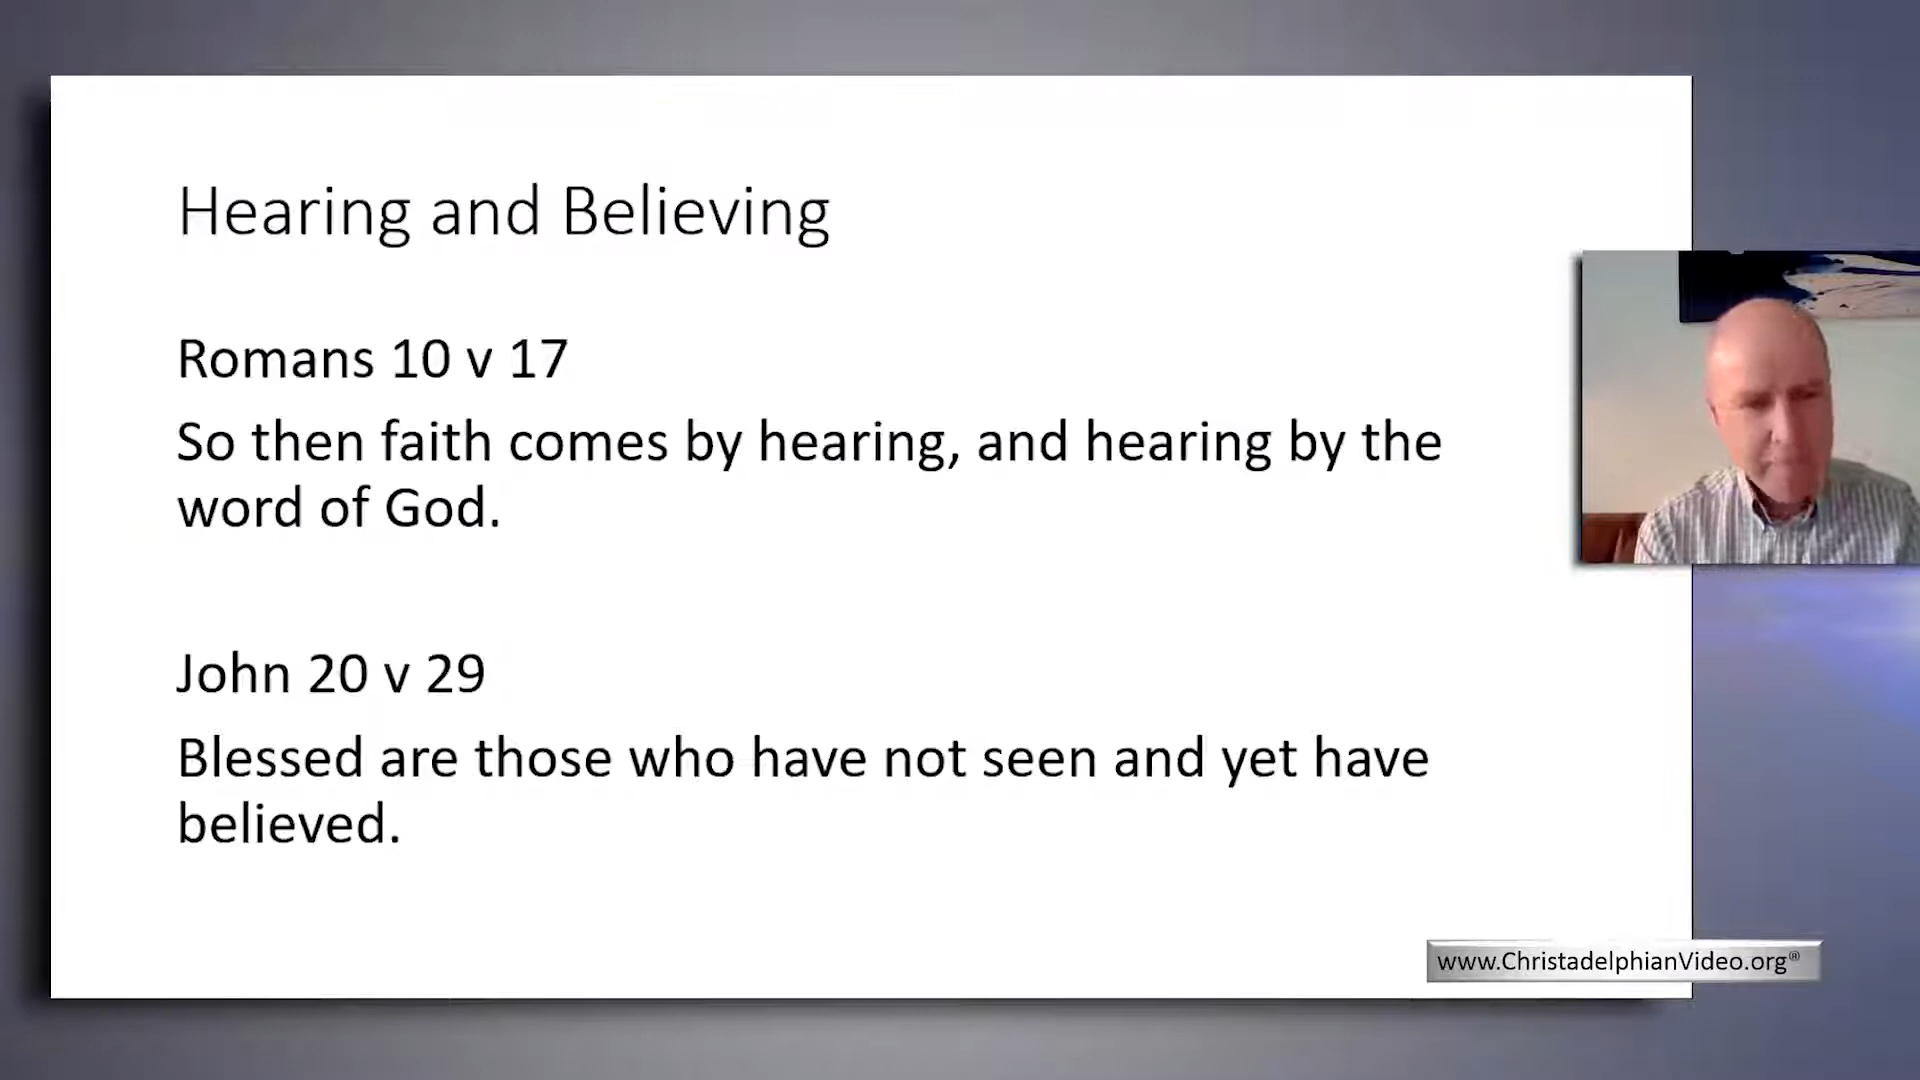 Hearing and Believing
Romans 10 v 17
So then faith comes by hearing, and hearing by the
word of God.
John 20 v 29
Blessed are those who have not seen and yet have
believed.
www.ChristadelphianVideo.org®